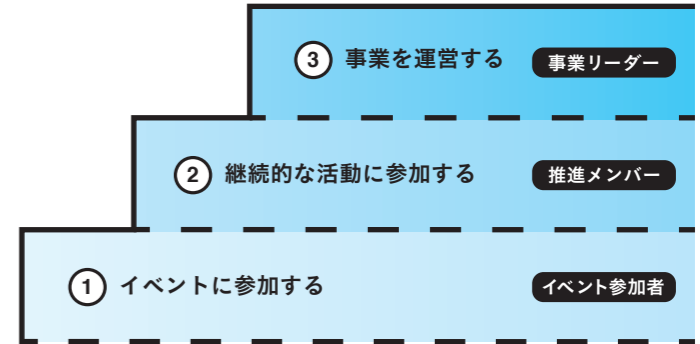 ③ 事業を運営する 事業リーダー
② 継続的な活動に参加する 推進メンバー
① イベントに参加する イベント参加者